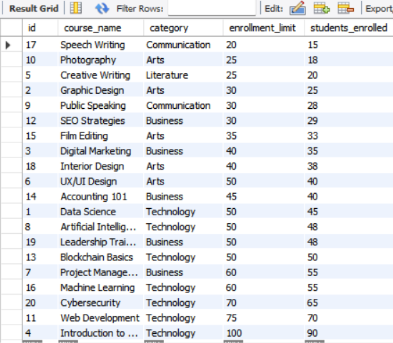 Result Grid Filter Rows: Edit: Export
id course_name category enrollment_limit students_enrolled
17 Speech Writing Communication 20 15
10 Photography Arts 25 18
5 Creative Writing Literature 25 20
2 Graphic Design Arts 30 25
9 Public Speaking Communication 30 28
12 SEO Strategies Business 30 29
15 Film Editing Arts 35 33
3 Digital Marketing Business 40 35
18 Interior Design Arts 40 38
6 UX/UI Design Arts 50 40
14 Accounting 101 Business 45 40
1 Data Science Technology 50 45
8 Artificial Intellig... Technology 50 48
19 Leadership Trai... Business 50 48
13 Blockchain Basics Technology 50 50
7 Project Manage... Business 60 55
16 Machine Learning Technology 60 55
20 Cybersecurity Technology 70 65
11 Web Development Technology 75 70
4 Introduction to ... Technology 100 90